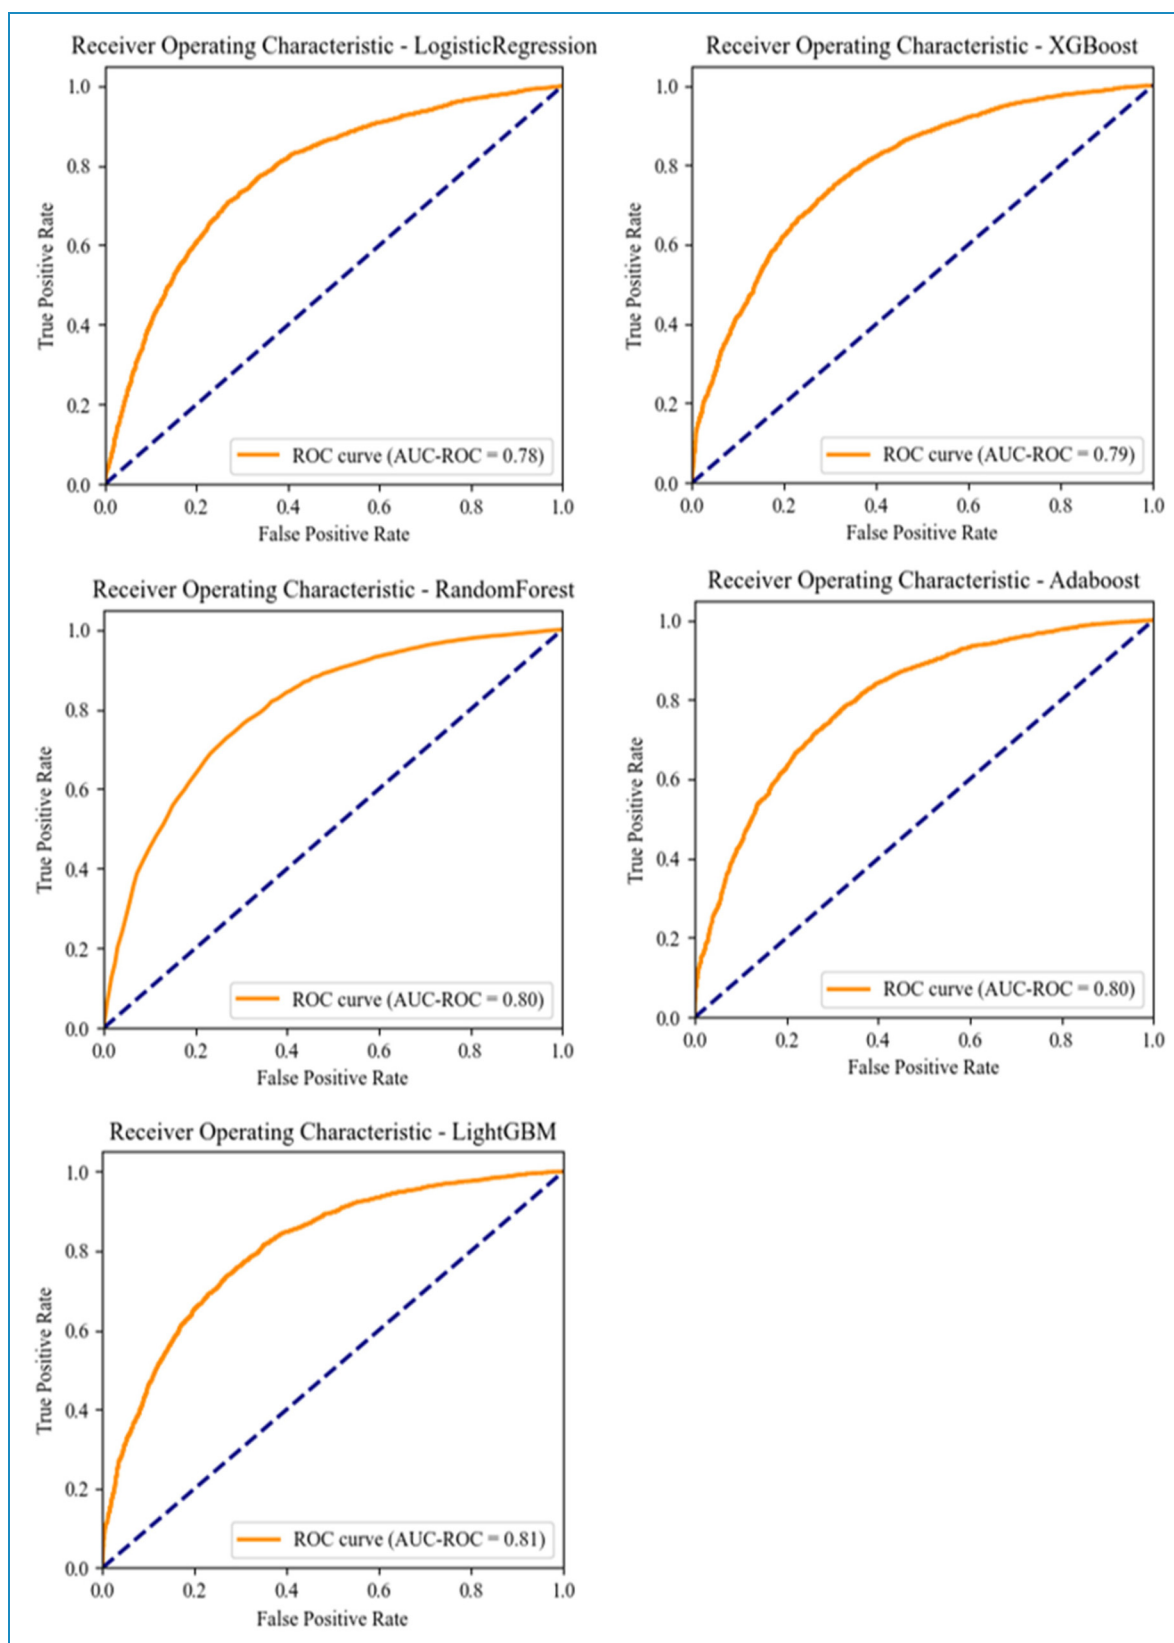 Receiver Operating Characteristic - LogisticRegression
1.0
0.8
0.6
0.4
0.2
0.0
True Positive Rate
ROC curve (AUC-ROC = 0.78)
0.0 0.2 0.4 0.6 0.8 1.0
False Positive Rate
Receiver Operating Characteristic - XGBoost
1.0
0.8
0.6
0.4
0.2
0.0
True Positive Rate
ROC curve (AUC-ROC = 0.79)
0.0 0.2 0.4 0.6 0.8 1.0
False Positive Rate
Receiver Operating Characteristic - RandomForest
1.0
0.8
0.6
0.4
0.2
0.0
True Positive Rate
ROC curve (AUC-ROC = 0.80)
0.0 0.2 0.4 0.6 0.8 1.0
False Positive Rate
Receiver Operating Characteristic - Adaboost
1.0
0.8
0.6
0.4
0.2
0.0
True Positive Rate
ROC curve (AUC-ROC = 0.80)
0.0 0.2 0.4 0.6 0.8 1.0
False Positive Rate
Receiver Operating Characteristic - LightGBM
1.0
0.8
0.6
0.4
0.2
0.0
True Positive Rate
ROC curve (AUC-ROC = 0.81)
0.0 0.2 0.4 0.6 0.8 1.0
False Positive Rate